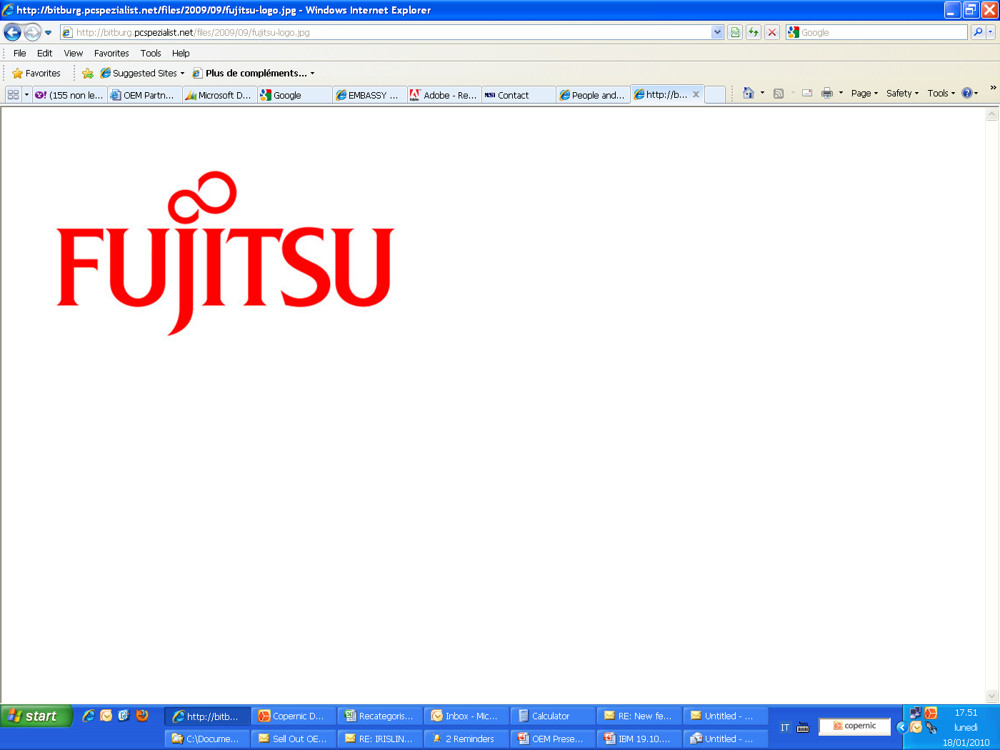 http://bitburg.pcspezialist.net/files/2009/09/fujitsu-logo.jpg - Windows Internet Explorer
http://bitburg.pcspezialist.net/files/2009/09/fujitsu-logo.jpg
Google
File Edit View Favorites Tools Help
Favorites Suggested Sites Plus de compléments...
(155 non le... OEM Partn... Microsoft D... Google EMBASSY ... Adobe - Re... NSI Contact People and... http://b... Page Safety Tools
FUJITSU
start http://bitb... Copernic D... Recategoris... Inbox - Mic... Calculator RE: New fe... Untitled - ...
C:\Docume... Sell Out OE... RE: IRISLIN... 2 Reminders OEM Prese... IBM 19.10.... Untitled - ...
IT copernic
17.51
lunedì
18/01/2010